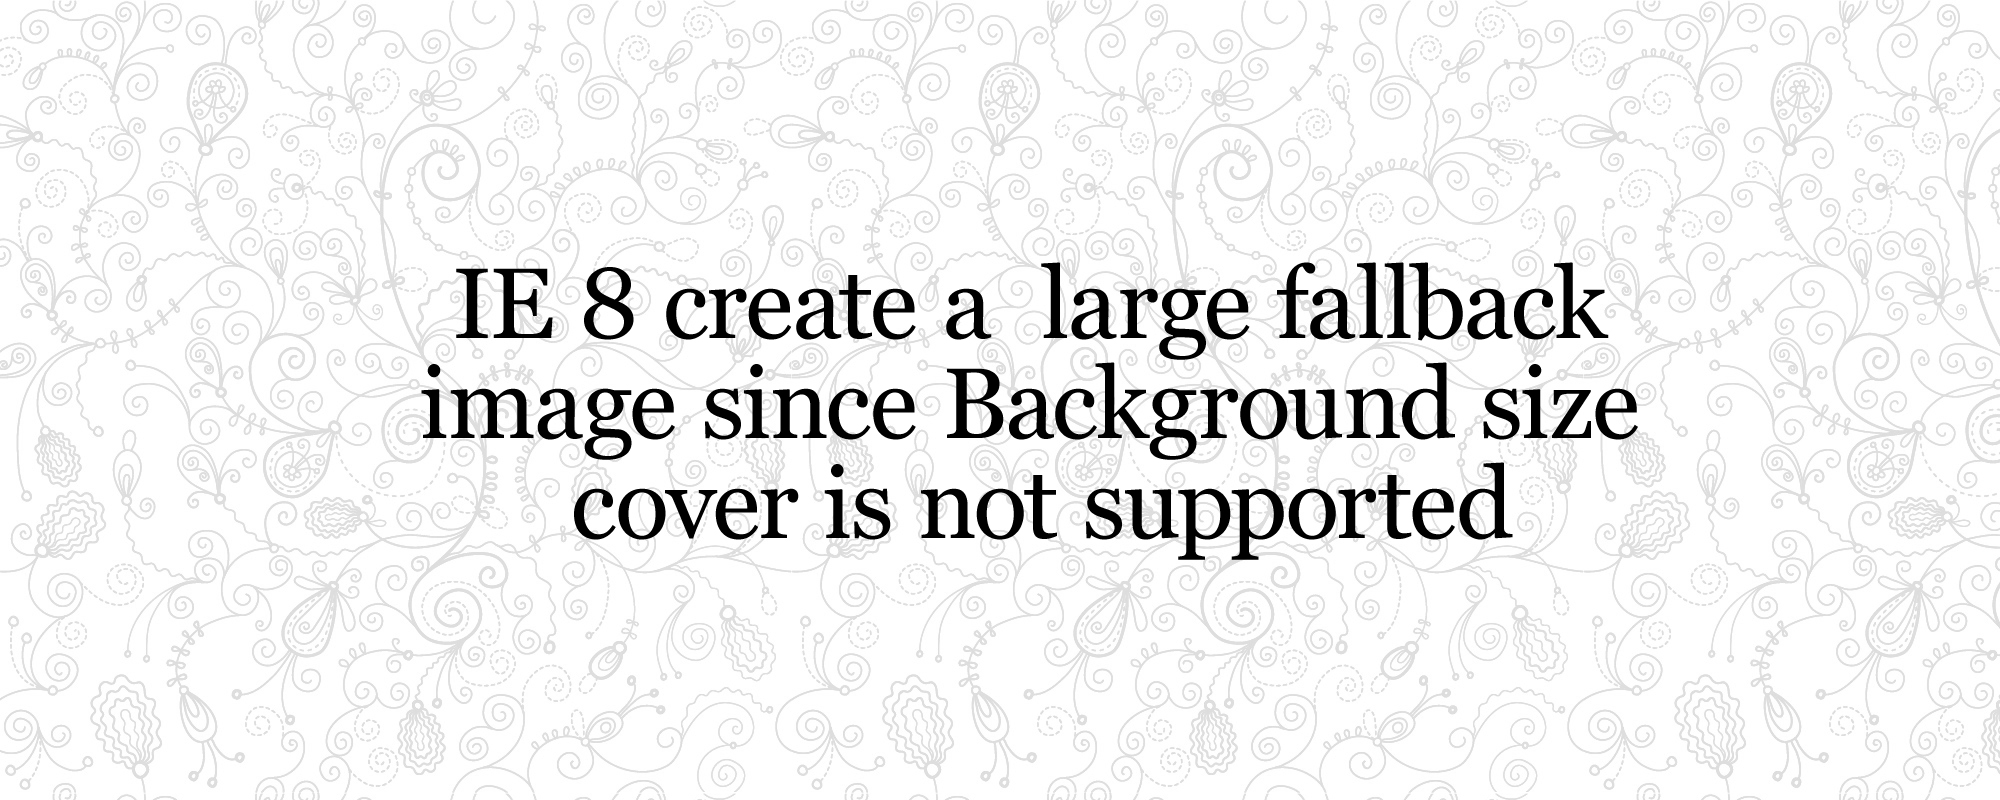 IE 8 create a  large fallback
image since Background size
cover is not supported